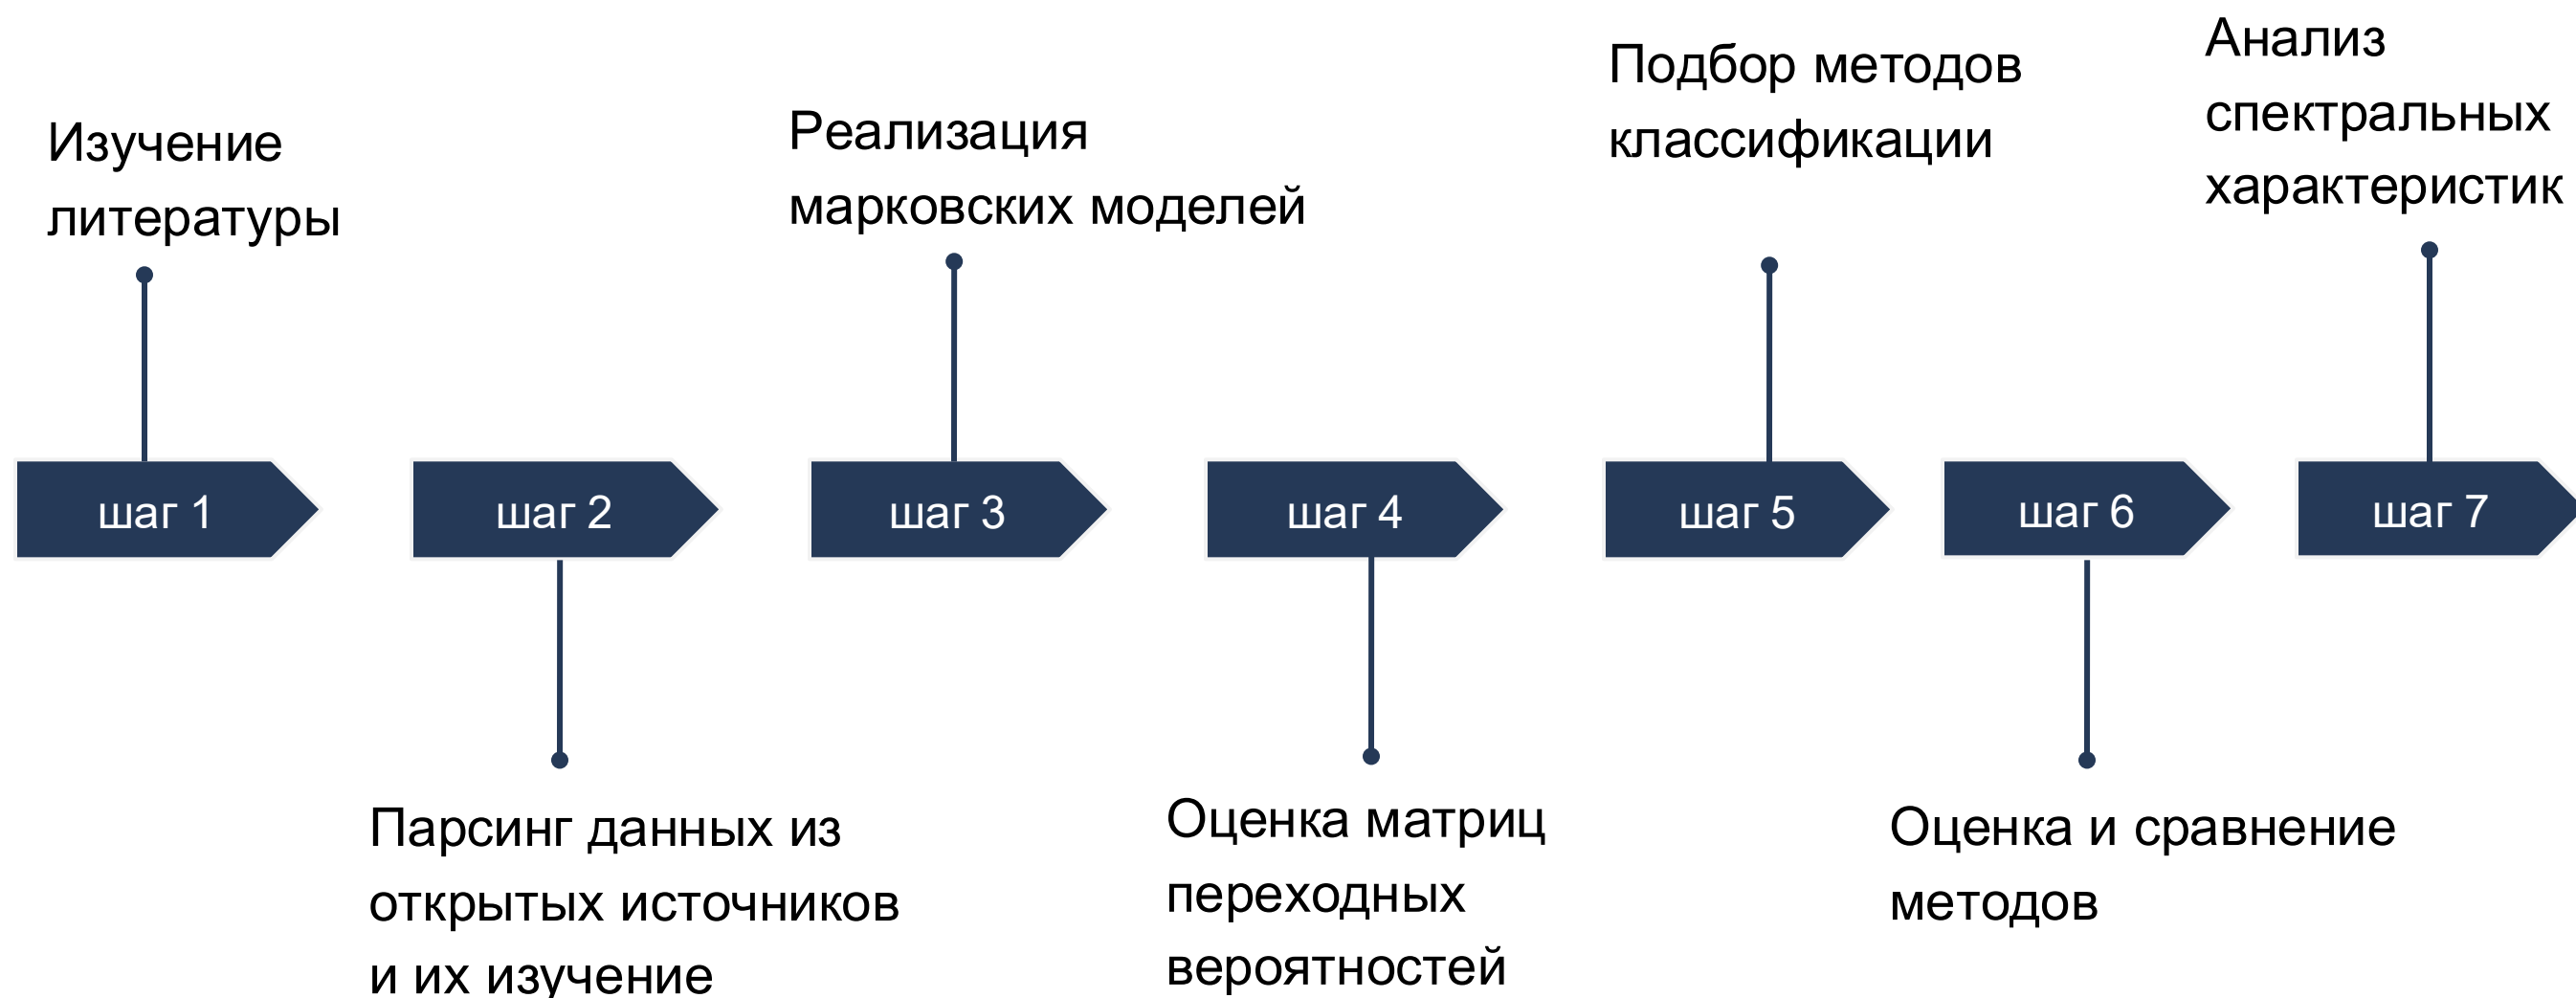 Изучение
литературы
Реализация
марковских моделей
Подбор методов
классификации
Анализ
спектральных
характеристик
шаг 1
шаг 2
шаг 3
шаг 4
шаг 5
шаг 6
шаг 7
Парсинг данных из
открытых источников
и их изучение
Оценка матриц
переходных
вероятностей
Оценка и сравнение
методов